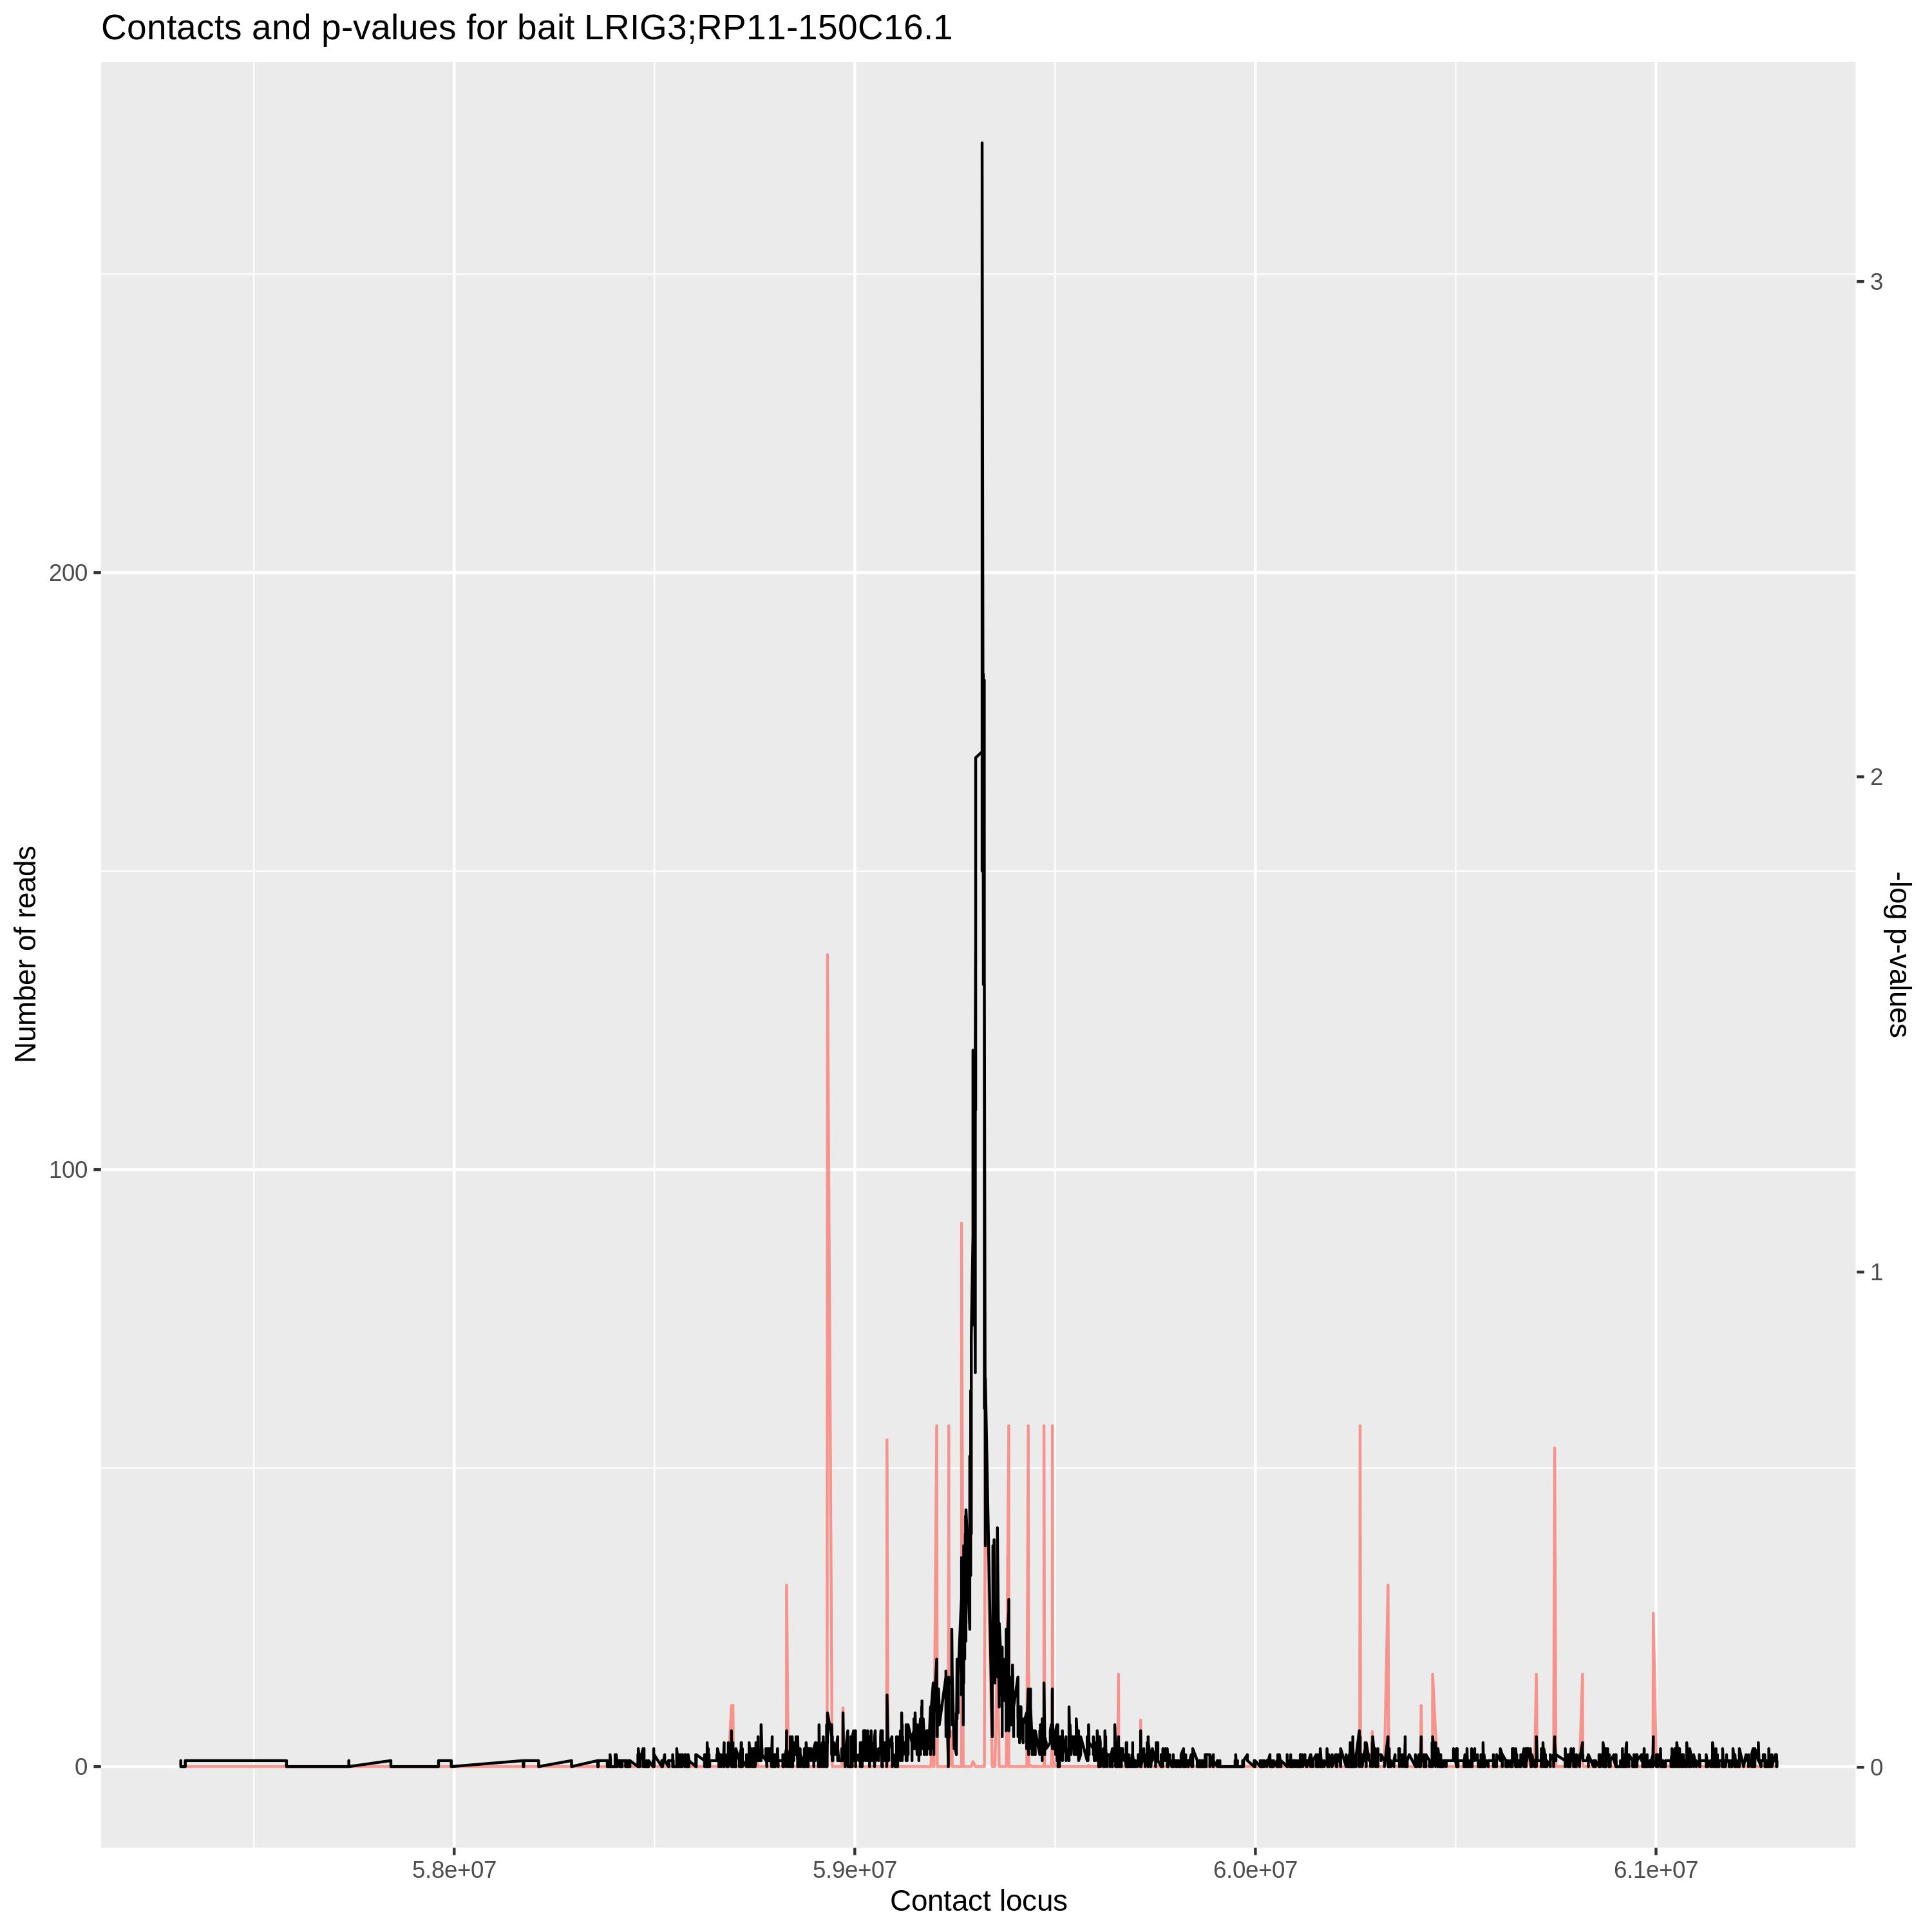 Contacts and p-values for bait LRIG3;RP11-150C16.1
Number of reads
200
100
0
3
2
1
0
-log p-values
5.8e+07
5.9e+07
6.0e+07
6.1e+07
Contact locus